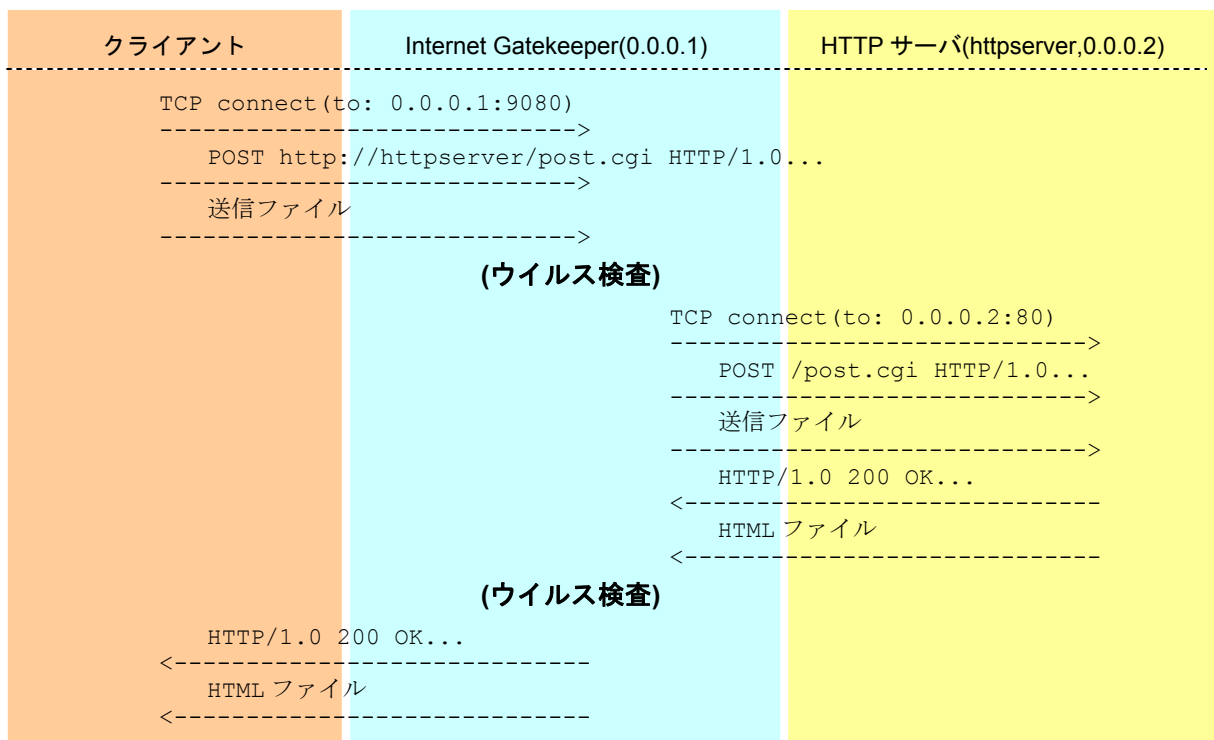 クライアント
Internet Gatekeeper(0.0.0.1)
HTTP サーバ(httpserver,0.0.0.2)
TCP connect(to: 0.0.0.1:9080)
----------------------------->
POST http://httpserver/post.cgi HTTP/1.0...
----------------------------->
送信ファイル
----------------------------->
(ウイルス検査)
TCP connect(to: 0.0.0.2:80)
----------------------------->
POST /post.cgi HTTP/1.0...
----------------------------->
送信ファイル
----------------------------->
HTTP/1.0 200 OK...
<-----------------------------
HTML ファイル
<-----------------------------
(ウイルス検査)
HTTP/1.0 200 OK...
<-----------------------------
HTML ファイル
<-----------------------------